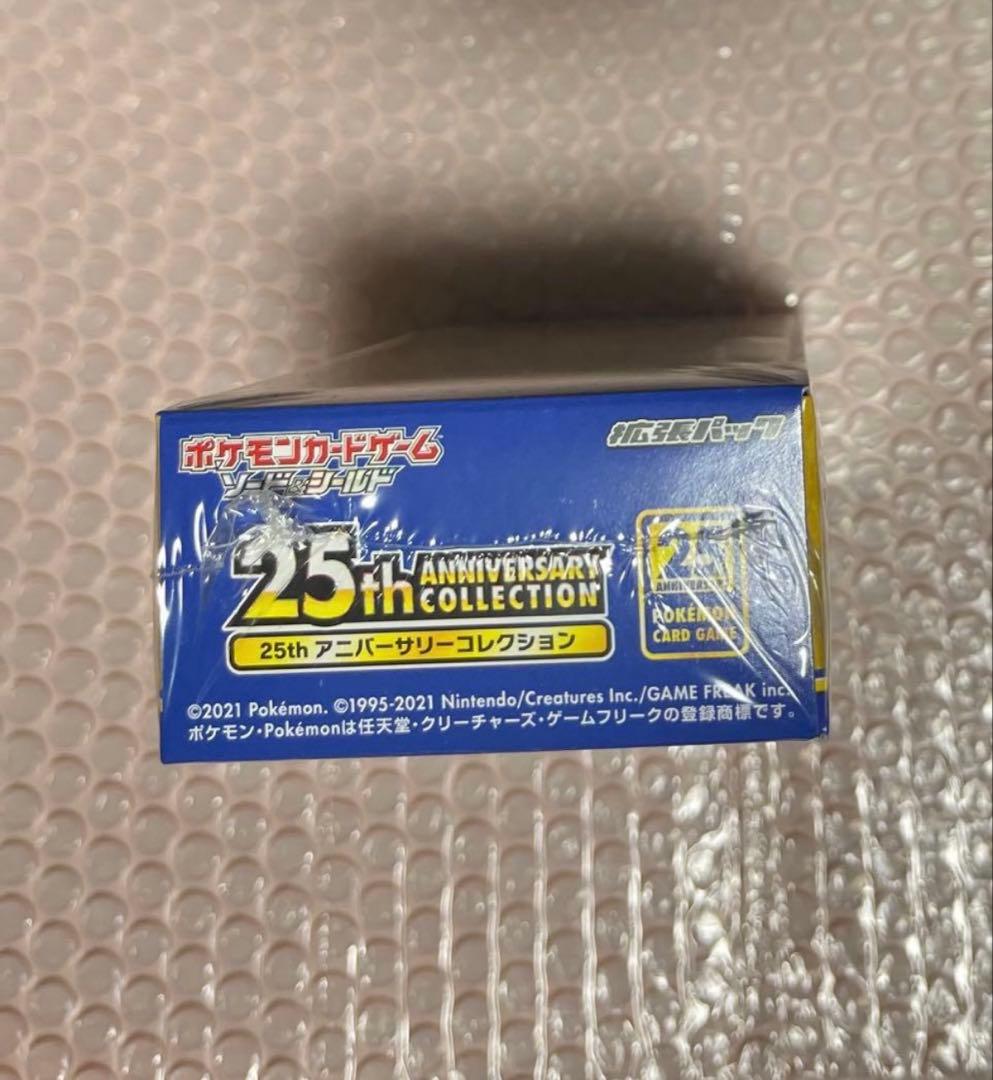 ポケモンカードゲーム
ソード&シールド
拡張パック
25th ANNIVERSARY
COLLECTION
25th アニバーサリーコレクション
25
ANNIVERSARY
POKÉMON
CARD GAME
©2021 Pokémon. ©1995-2021 Nintendo/Creatures Inc./GAME FREAK inc.
ポケモン・Pokémonは任天堂・クリーチャーズ・ゲームフリークの登録商標です。